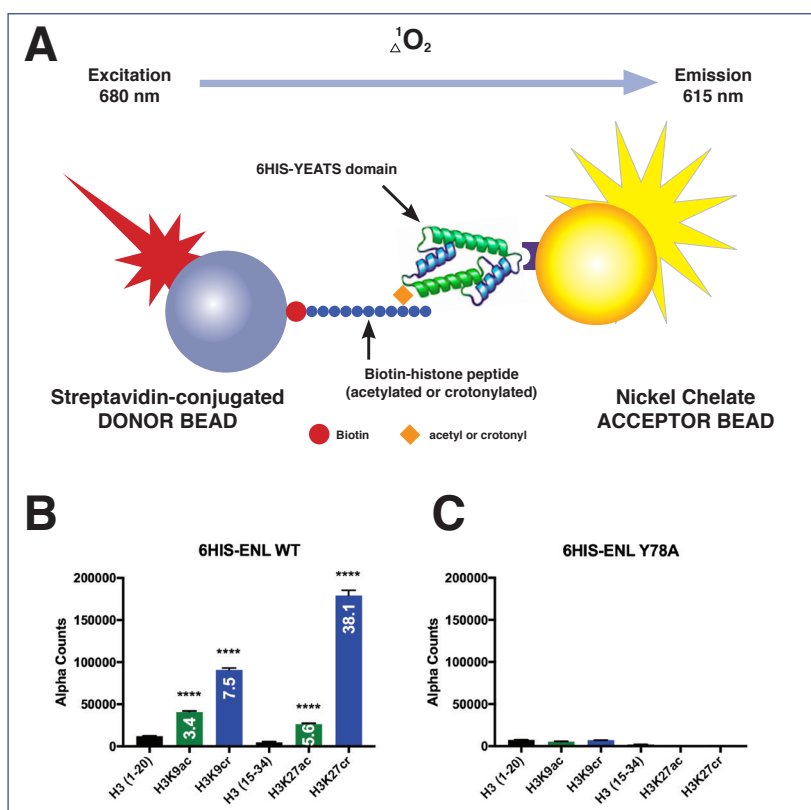 A
¹ΔO₂
Excitation
680 nm
Emission
615 nm
6HIS-YEATS domain
Biotin-histone peptide
(acetylated or crotonylated)
Streptavidin-conjugated
DONOR BEAD
Nickel Chelate
ACCEPTOR BEAD
Biotin
acetyl or crotonyl
B
6HIS-ENL WT
Alpha Counts
200000
150000
100000
50000
0
****
3.4
****
7.5
****
5.6
****
38.1
H3 (1-20)
H3K9ac
H3K9cr
H3 (15-34)
H3K27ac
H3K27cr
C
6HIS-ENL Y78A
Alpha Counts
200000
150000
100000
50000
0
H3 (1-20)
H3K9ac
H3K9cr
H3 (15-34)
H3K27ac
H3K27cr